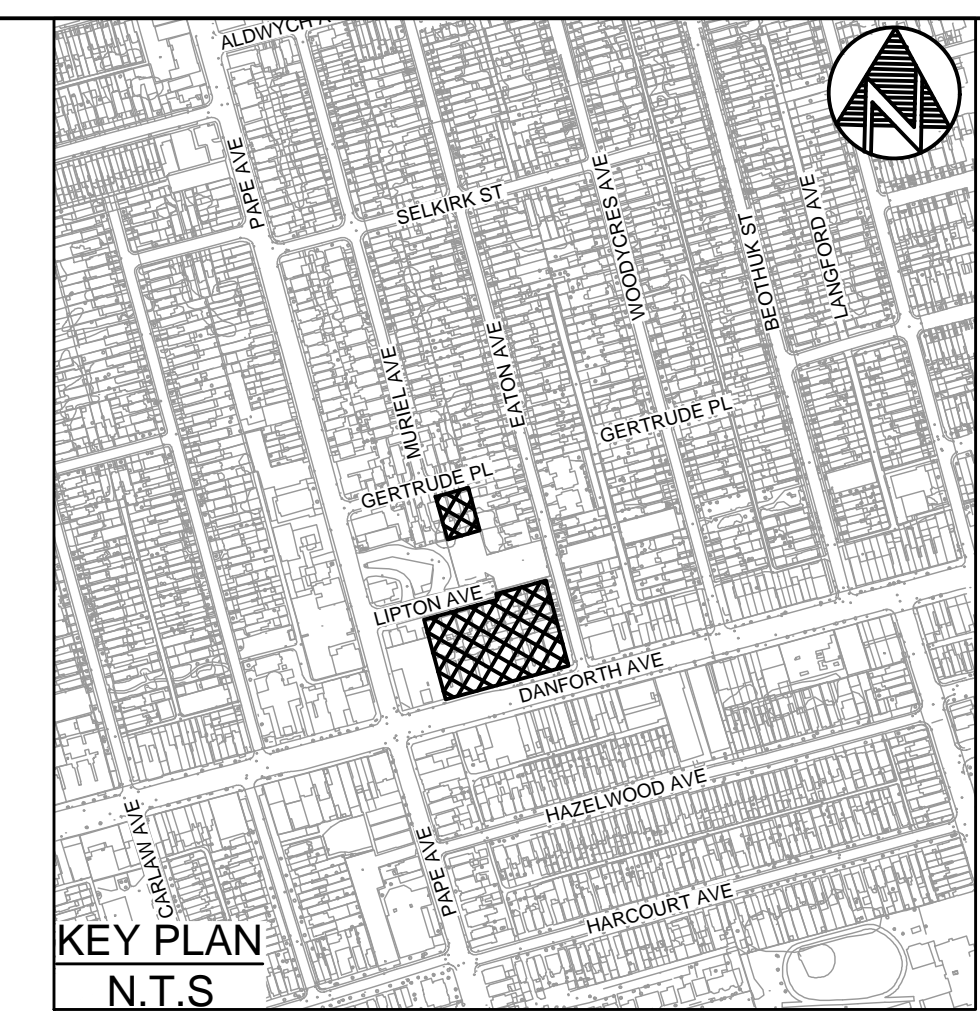 ALDWYCH A
N
PAPE AVE
SELKIRK ST
WOODYCRES AVE
BEOTHUK ST
LANGFORD AVE
MURIEL AVE
EATON AVE
GERTRUDE PL
GERTRUDE PL
LIPTON AVE
DANFORTH AVE
HAZELWOOD AVE
CARLAW AVE
PAPE AVE
HARCOURT AVE
KEY PLAN
N.T.S